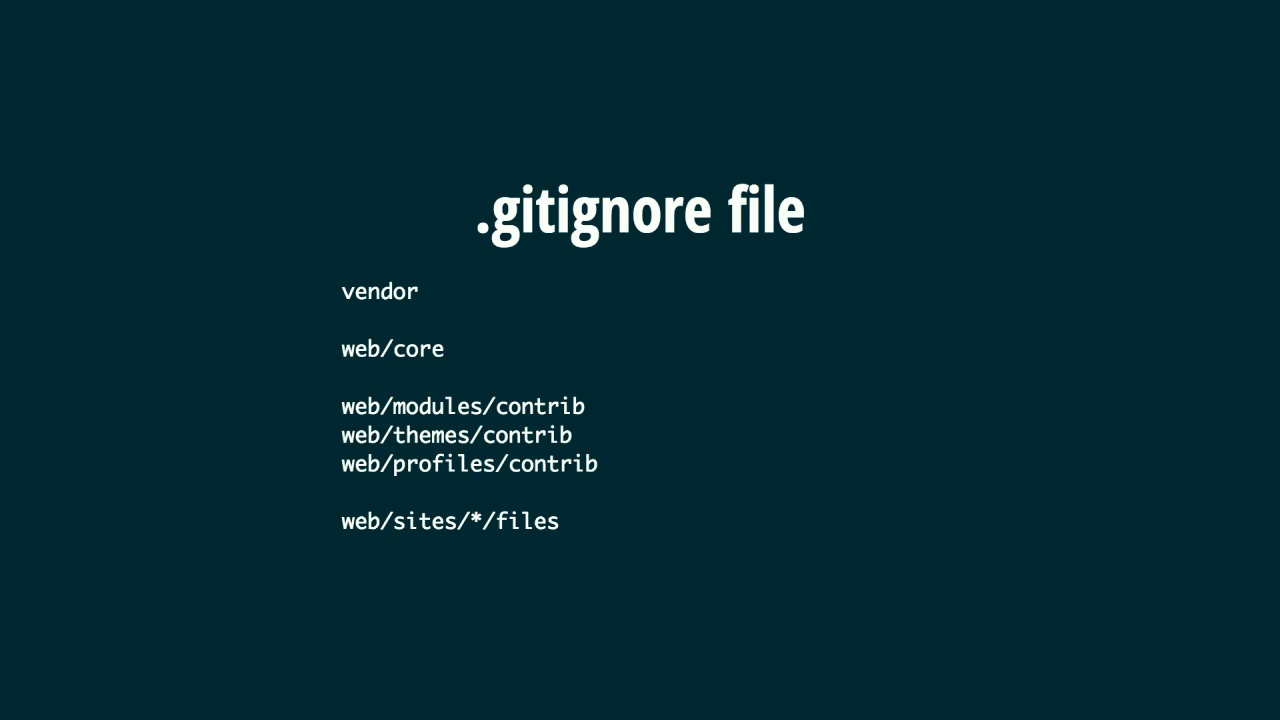 .gitignore file
vendor
web/core
web/modules/contrib
web/themes/contrib
web/profiles/contrib
web/sites/*/files